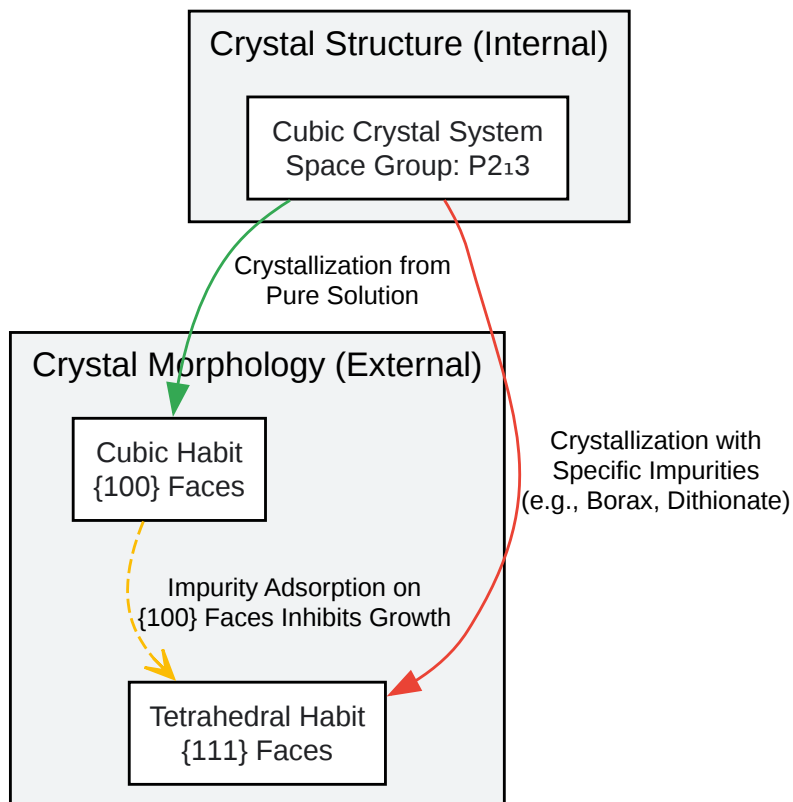 Crystal Structure (Internal)
Cubic Crystal System
Space Group: P2₁3
Crystallization from
Pure Solution
Crystal Morphology (External)
Cubic Habit
{100} Faces
Crystallization with
Specific Impurities
(e.g., Borax, Dithionate)
Impurity Adsorption on
{100} Faces Inhibits Growth
Tetrahedral Habit
{111} Faces